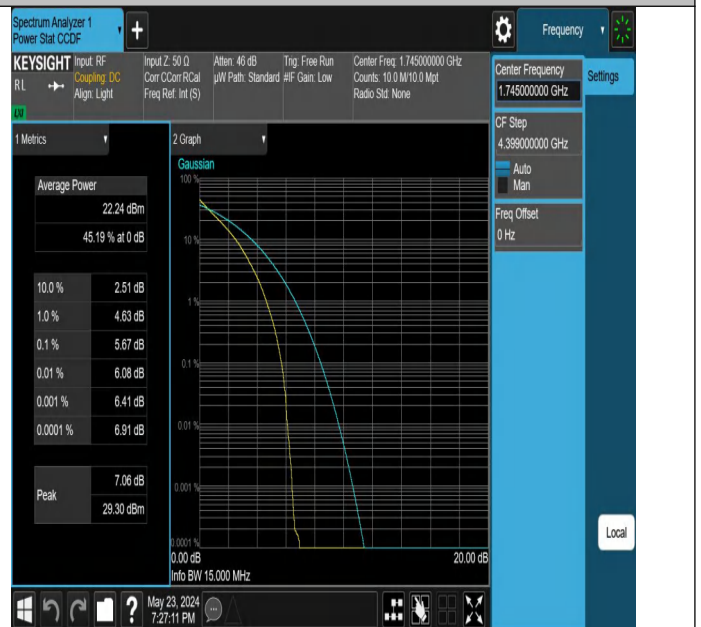 Spectrum Analyzer 1
Power Stat CCDF
+
Frequency
KEYSIGHT
RL
Input: RF
Coupling: DC
Align: Light
Input Z: 50 Ω
Corr CCorr RCal
Freq Ref: Int (S)
Atten: 46 dB
µW Path: Standard
Trig: Free Run
#IF Gain: Low
Center Freq: 1.745000000 GHz
Counts: 10.0 M/10.0 Mpt
Radio Std: None
1 Metrics
Average Power
22.24 dBm
45.19 % at 0 dB
10.0 % 2.51 dB
1.0 % 4.63 dB
0.1 % 5.67 dB
0.01 % 6.08 dB
0.001 % 6.41 dB
0.0001 % 6.91 dB
Peak
7.06 dB
29.30 dBm
2 Graph
Gaussian
100 %
10 %
1 %
0.1 %
0.01 %
0.001 %
0.0001 %
0.00 dB
20.00 dB
Info BW 15.000 MHz
Center Frequency
1.745000000 GHz
Settings
CF Step
4.399000000 GHz
Auto
Man
Freq Offset
0 Hz
Local
?
May 23, 2024
7:27:11 PM